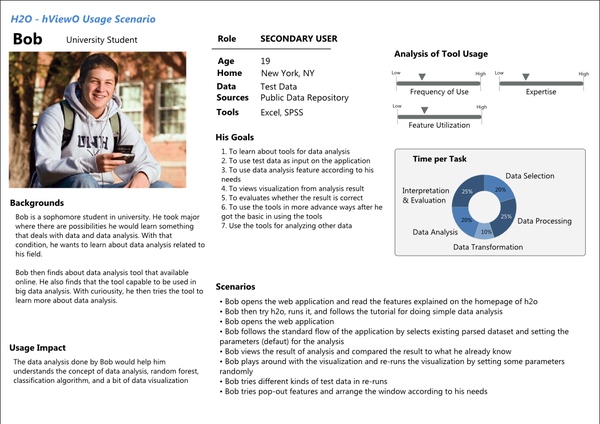 H2O - hViewO Usage Scenario
Bob University Student
Role SECONDARY USER
Age 19
Home New York, NY
Data Sources Test Data
Public Data Repository
Tools Excel, SPSS
His Goals
1. To learn about tools for data analysis
2. To use test data as input on the application
3. To use data analysis feature according to his
needs
4. To views visualization from analysis result
5. To evaluates whether the result is correct
6. To use the tools in more advance ways after he
got the basic in using the tools
7. Use the tools for analyzing other data
Analysis of Tool Usage
Low High
Frequency of Use
Low High
Expertise
Low High
Feature Utilization
Time per Task
Data Selection
20%
Data Processing
25%
Data Transformation
10%
Data Analysis
20%
Interpretation
& Evaluation
25%
Backgrounds
Bob is a sophomore student in university. He took major
where there are possibilities he would learn something
that deals with data and data analysis. With that
condition, he wants to learn about data analysis related to
his field.
Bob then finds about data analysis tool that available
online. He also finds that the tool capable to be used in
big data analysis. With curiosity, he then tries the tool to
learn more about data analysis.
Usage Impact
The data analysis done by Bob would help him
understands the concept of data analysis, random forest,
classification algorithm, and a bit of data visualization
Scenarios
• Bob opens the web application and read the features explained on the homepage of h2o
• Bob then try h2o, runs it, and follows the tutorial for doing simple data analysis
• Bob opens the web application
• Bob follows the standard flow of the application by selects existing parsed dataset and setting the
parameters (defaut) for the analysis
• Bob views the result of analysis and compared the result to what he already know
• Bob plays around with the visualization and re-runs the visualization by setting some parameters
randomly
• Bob tries different kinds of test data in re-runs
• Bob tries pop-out features and arrange the window according to his needs